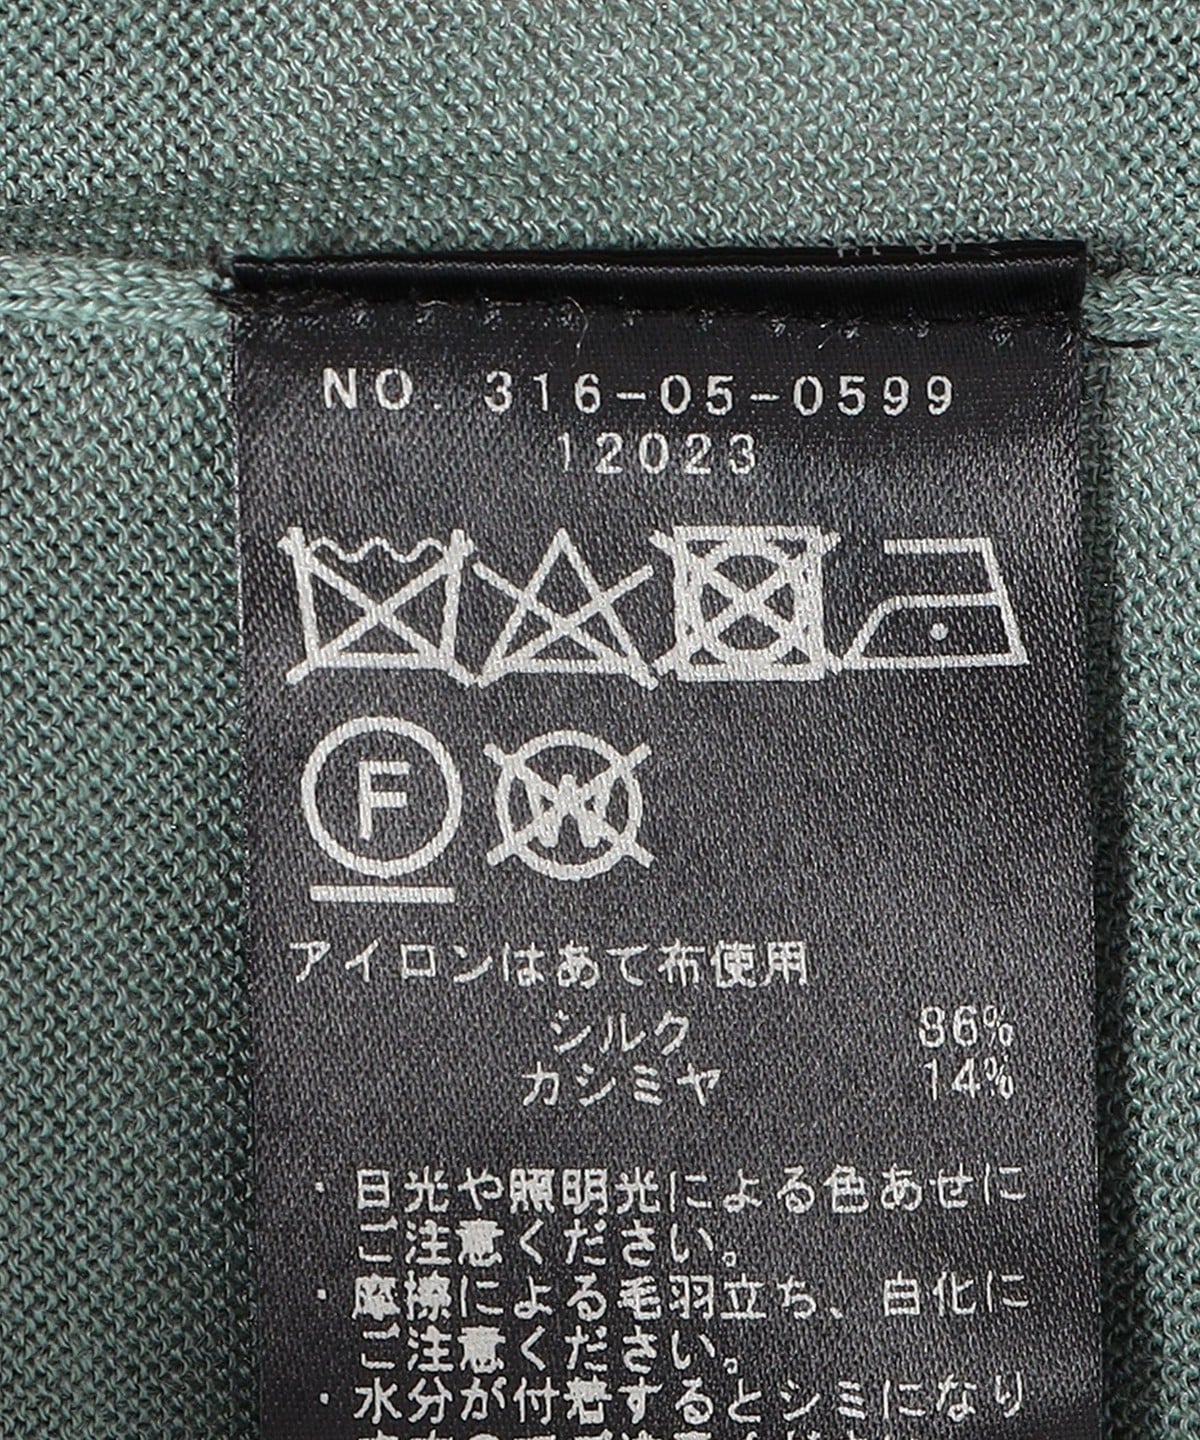 NO. 316-05-0599
12023
F
W
アイロンはあて布使用
シルク 86%
カシミヤ 14%
・日光や照明光による色あせに
ご注意ください。
・摩擦による毛羽立ち、白化に
ご注意ください。
・水分が付着するとシミになり